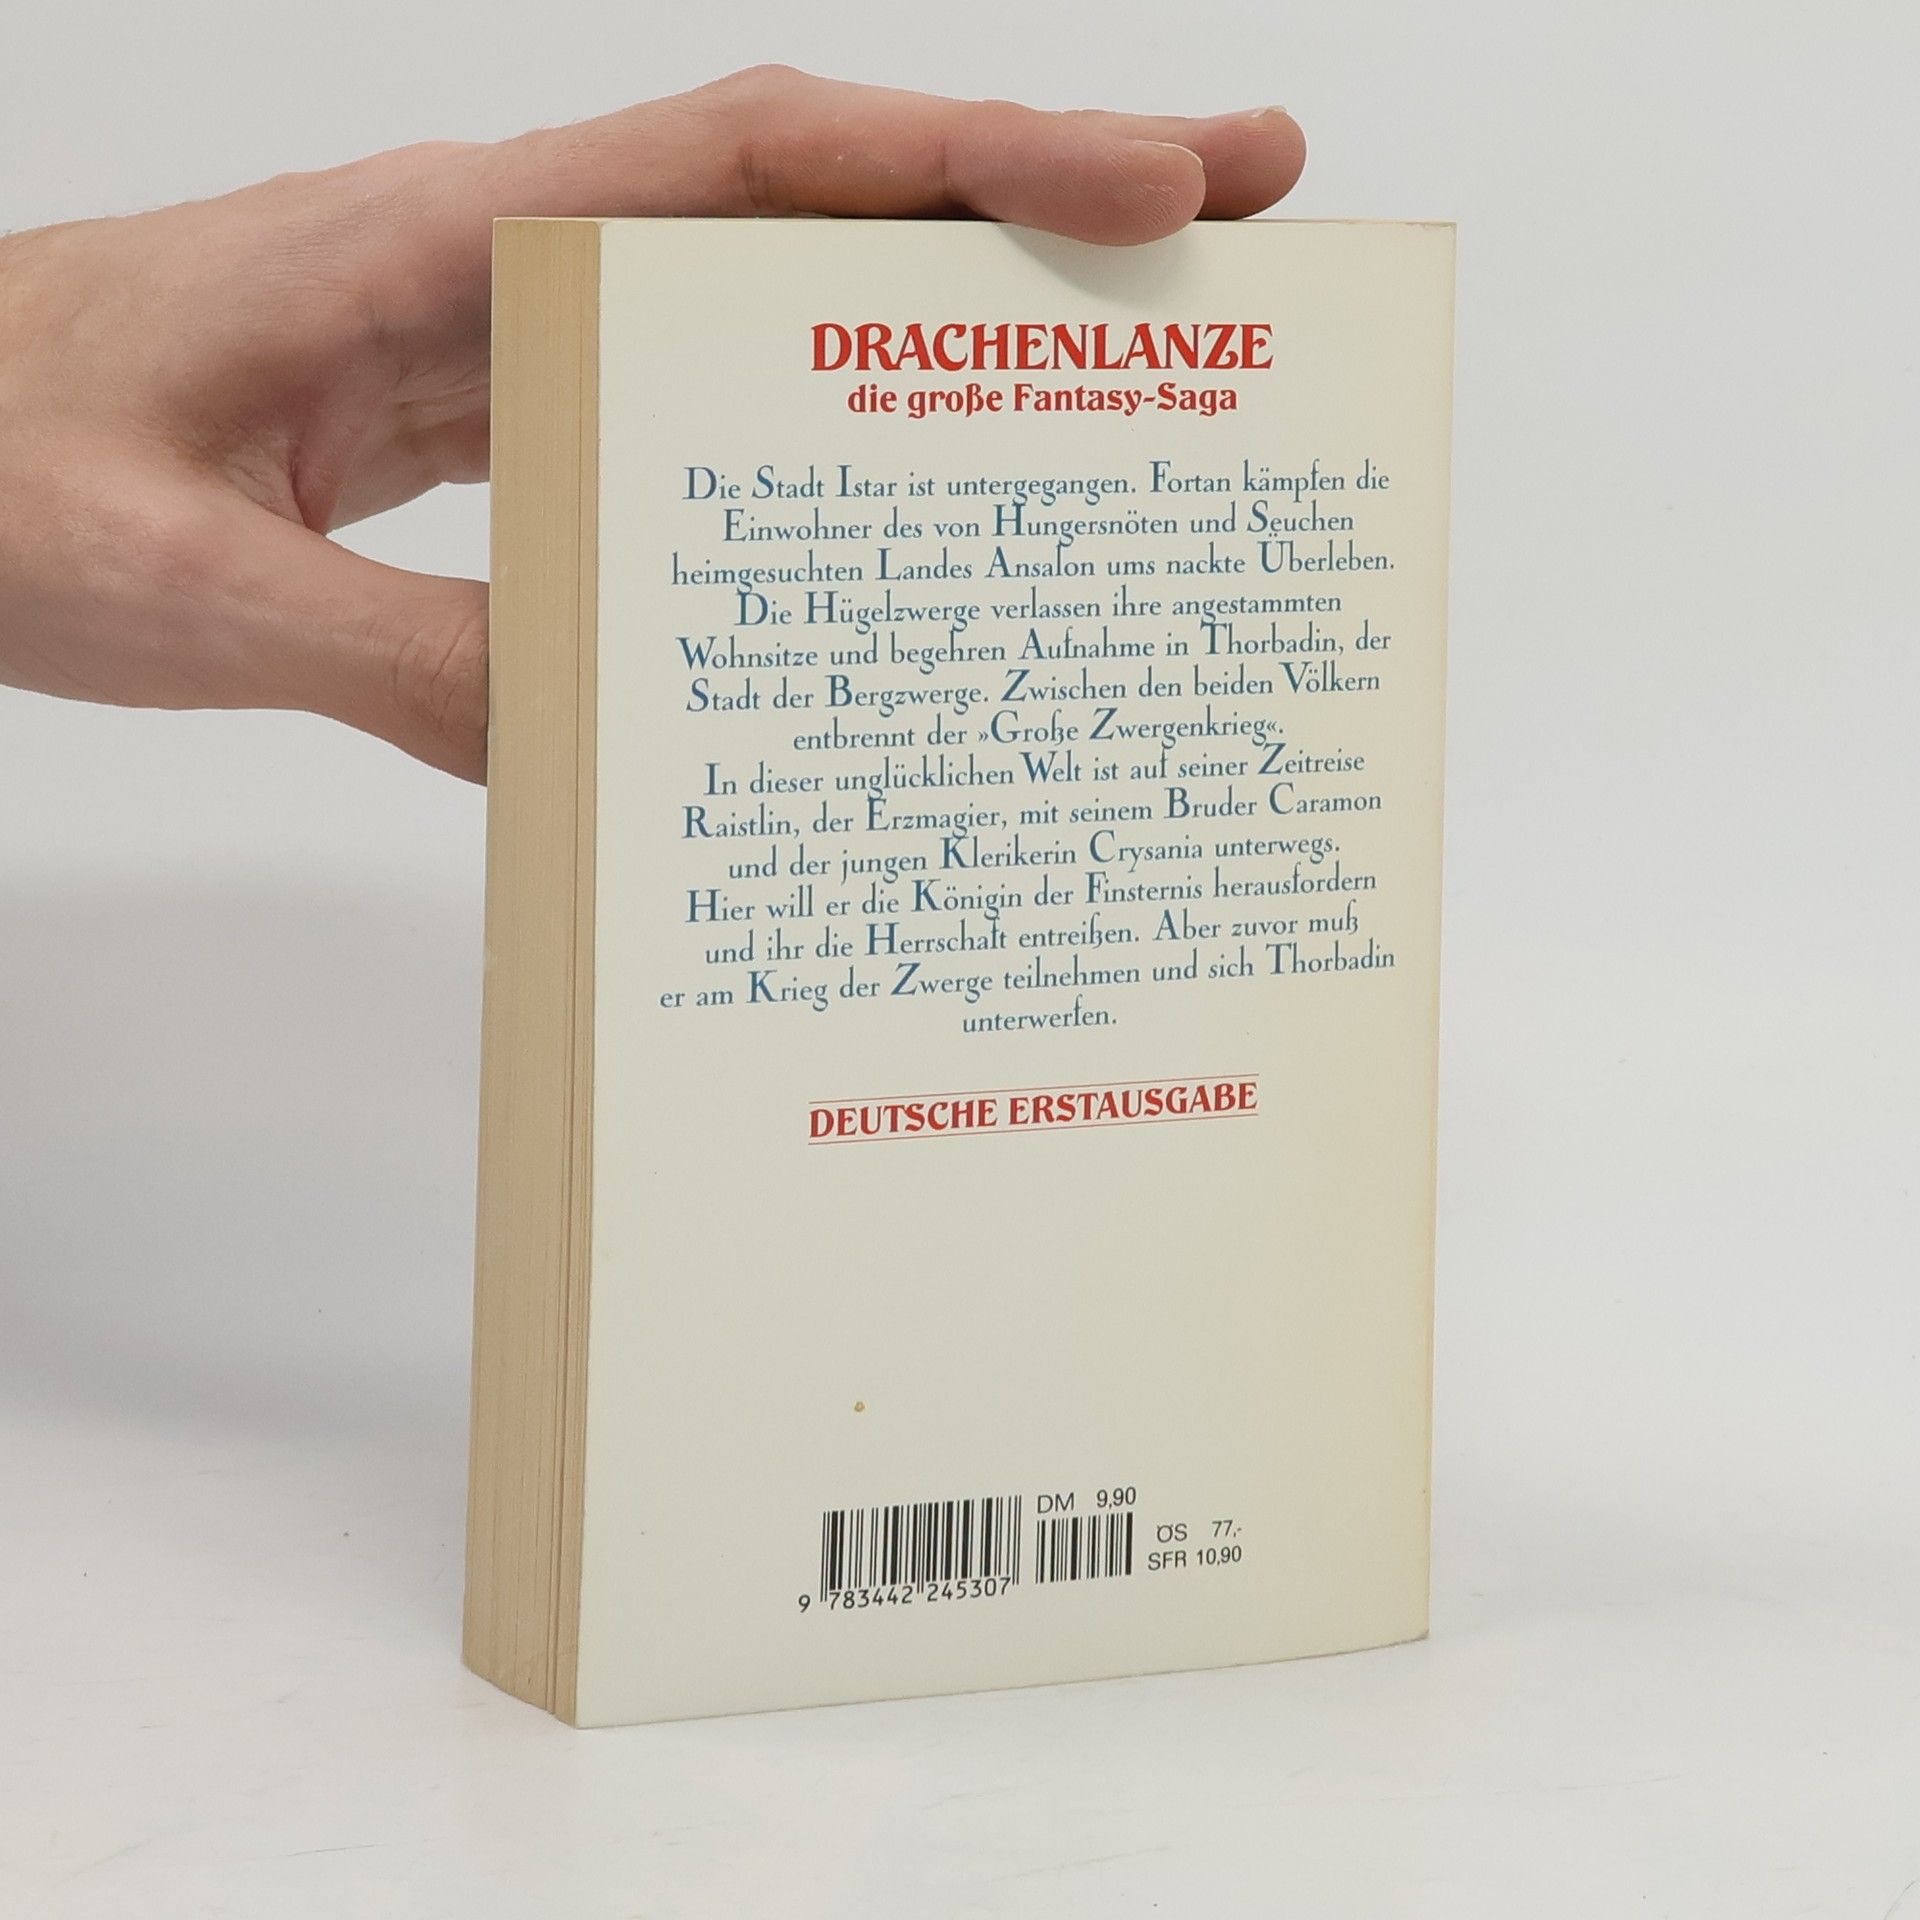 DRACHENLANZE
die große Fantasy-Saga
Die Stadt Istar ist untergegangen. Fortan kämpfen die
Einwohner des von Hungersnöten und Seuchen
heimgesuchten Landes Ansalon ums nackte Überleben.
Die Hügelzwerge verlassen ihre angestammten
Wohnsitze und begehren Aufnahme in Thorbadin, der
Stadt der Bergzwerge. Zwischen den beiden Völkern
entbrennt der »Große Zwergenkrieg«.
In dieser unglücklichen Welt ist auf seiner Zeitreise
Raistlin, der Erzmagier, mit seinem Bruder Caramon
und der jungen Klerikerin Crysania unterwegs.
Hier will er die Königin der Finsternis herausfordern
und ihr die Herrschaft entreißen. Aber zuvor muß
er am Krieg der Zwerge teilnehmen und sich Thorbadin
unterwerfen.
DEUTSCHE ERSTAUSGABE
DM 9,90
ÖS 77,-
SFR 10,90
9 783442 245307